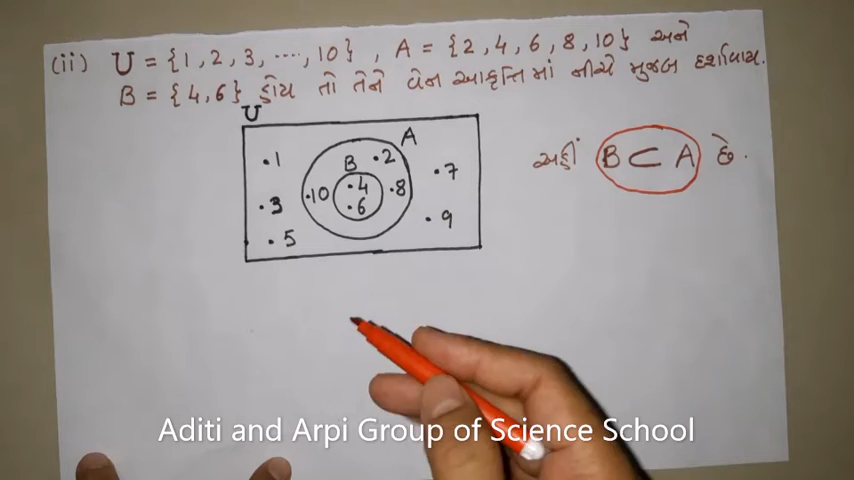 (ii) U = {1, 2, 3, ...., 10} , A = {2, 4, 6, 8, 10} અને
B = {4, 6} હોય તો તેને વેન આકૃતિમાં નીચે મુજબ દર્શાવાય.
U
A
B
•1
•2
•4
•7
•10
•8
•3
•6
•9
•5
અહીં B ⊂ A છે.
Aditi and Arpi Group of Science School